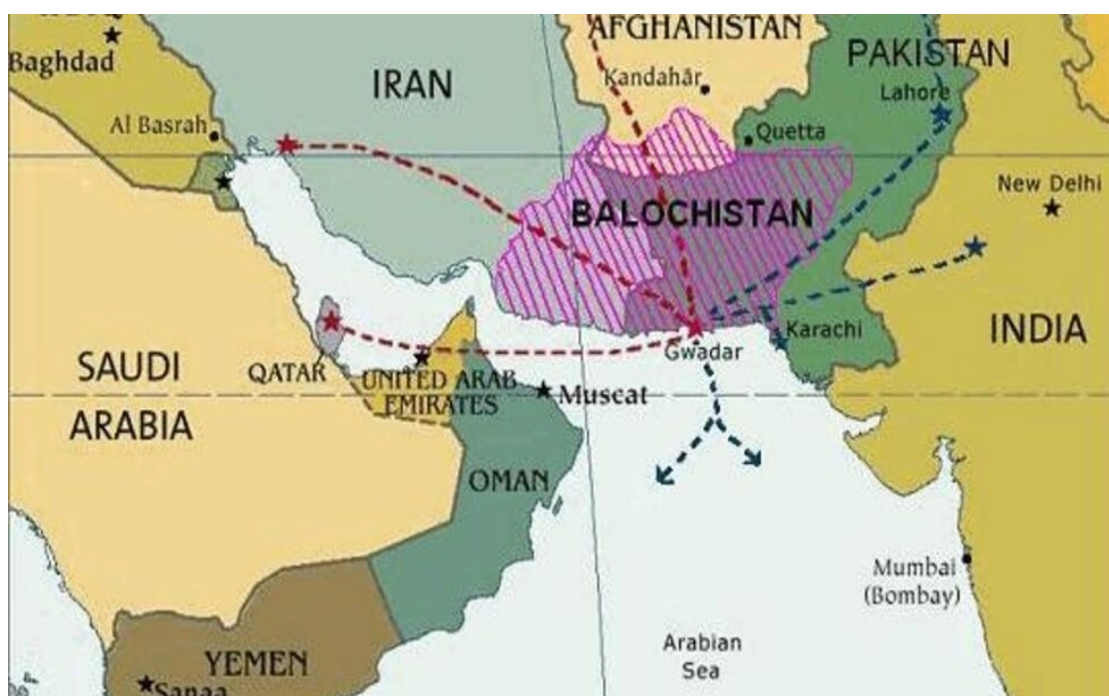 AFGHANISTAN
PAKISTAN
Baghdad
IRAN
Kandahâr
Lahore
Al Basrah
Quetta
New Delhi
BALOCHISTAN
Karachi
INDIA
Gwadar
SAUDI
ARABIA
QATAR
UNITED ARAB
EMIRATES
Muscat
OMAN
Mumbai
(Bombay)
Arabian
Sea
YEMEN
Sanaa